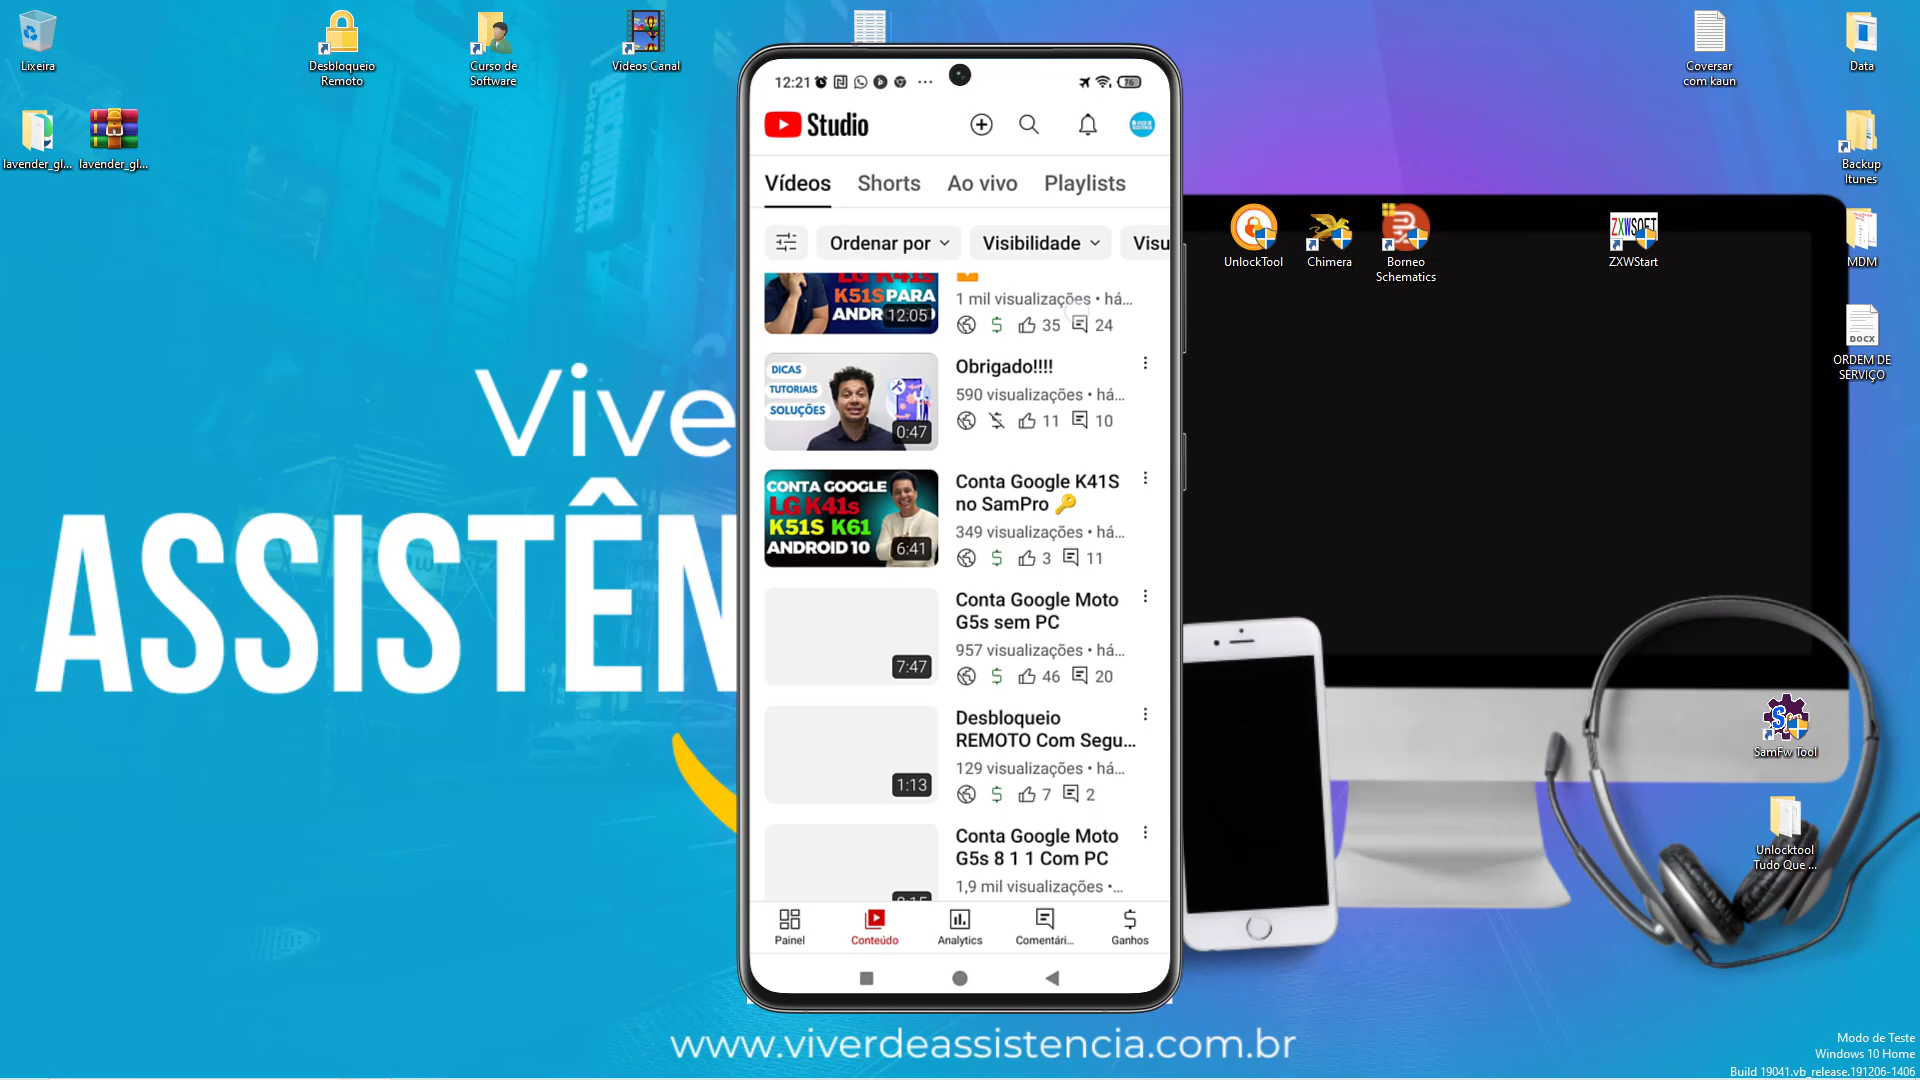 Lixeira
Desbloqueio
Remoto
Curso de
Software
Videos Canal
Coversar
com kaun
Data
lavender_gl...
lavender_gl...
Backup
Itunes
UnlockTool
Chimera
Borneo
Schematics
ZXWSOFT
ZXWStart
MDM
DOCX
ORDEM DE
SERVIÇO
SamFw Tool
Unlocktool
Tudo Que ...
Vive
ASSISTÊN
www.viverdeassistencia.com.br
12:21
76
Studio
Vídeos
Shorts
Ao vivo
Playlists
Ordenar por
Visibilidade
Visu
K51S PARA
12:05
1 mil visualizações • há...
35
24
DICAS
TUTORIAIS
SOLUÇÕES
0:47
Obrigado!!!!
590 visualizações • há...
11
10
CONTA GOOGLE
LG K41s
K51S K61
ANDROID 10
6:41
Conta Google K41S
no SamPro 🔑
349 visualizações • há...
3
11
7:47
Conta Google Moto
G5s sem PC
957 visualizações • há...
46
20
1:13
Desbloqueio
REMOTO Com Segu...
129 visualizações • há...
7
2
Conta Google Moto
G5s 8 1 1 Com PC
1,9 mil visualizações •...
Painel
Conteúdo
Analytics
Comentári...
Ganhos
Modo de Teste
Windows 10 Home
Build 19041.vb_release.191206-1406